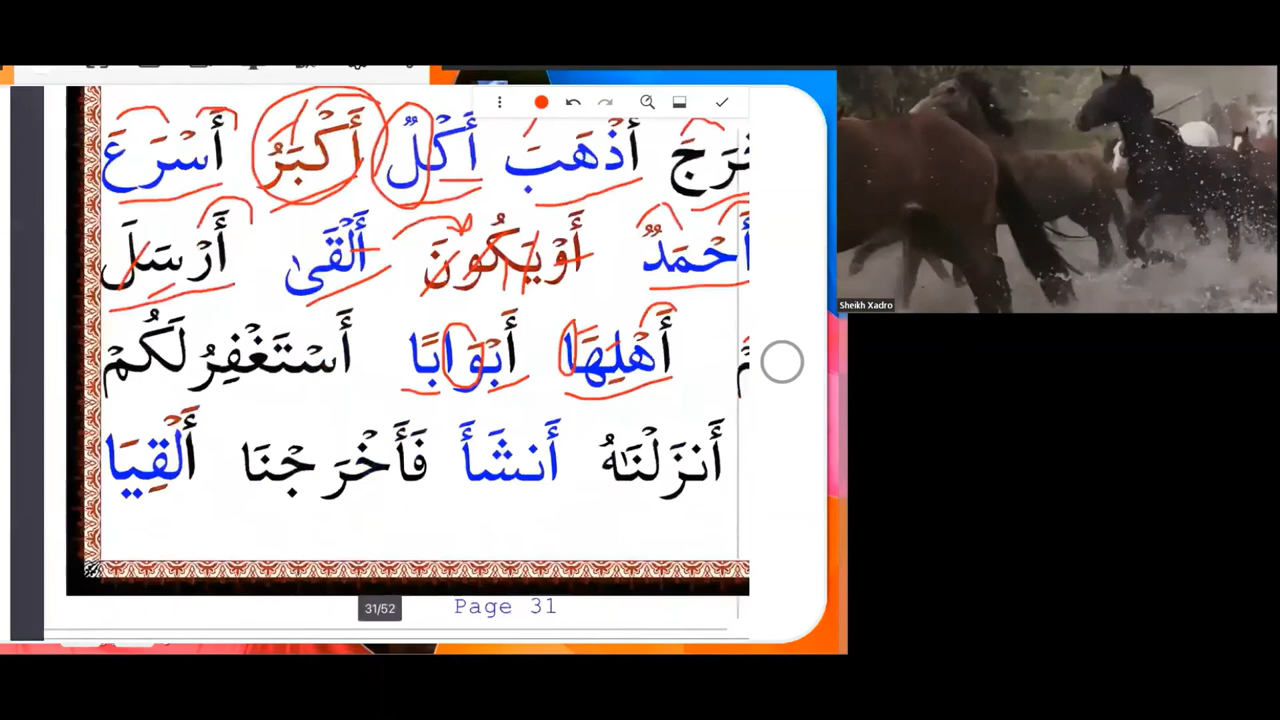 أَسْرَعَ أَكْبَرُ أَكْلٌ أَذْهَبَ
أَحْمَدٌ أَوْيَكُونَ أَلْقَىٰ أَرْسَلَ
أَهْلِهَا أَبْوَابًا أَسْتَغْفِرُ لَكُمْ
أَنزَلْنَٰهُ أَنشَأَ فَأَخْرَجْنَا أَلْقِيَا
31/52 Page 31
Sheikh Xadro